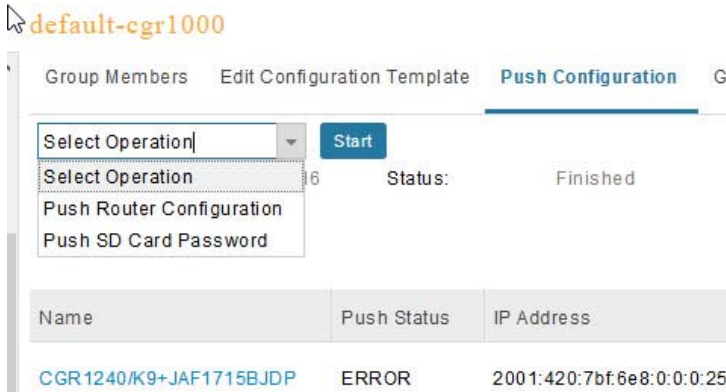 default-cgr1000
Group Members Edit Configuration Template Push Configuration G
Select Operation Start
Select Operation 16 Status: Finished
Push Router Configuration
Push SD Card Password
Name Push Status IP Address
CGR1240/K9+JAF1715BJDP ERROR 2001:420:7bf:6e8:0:0:0:25